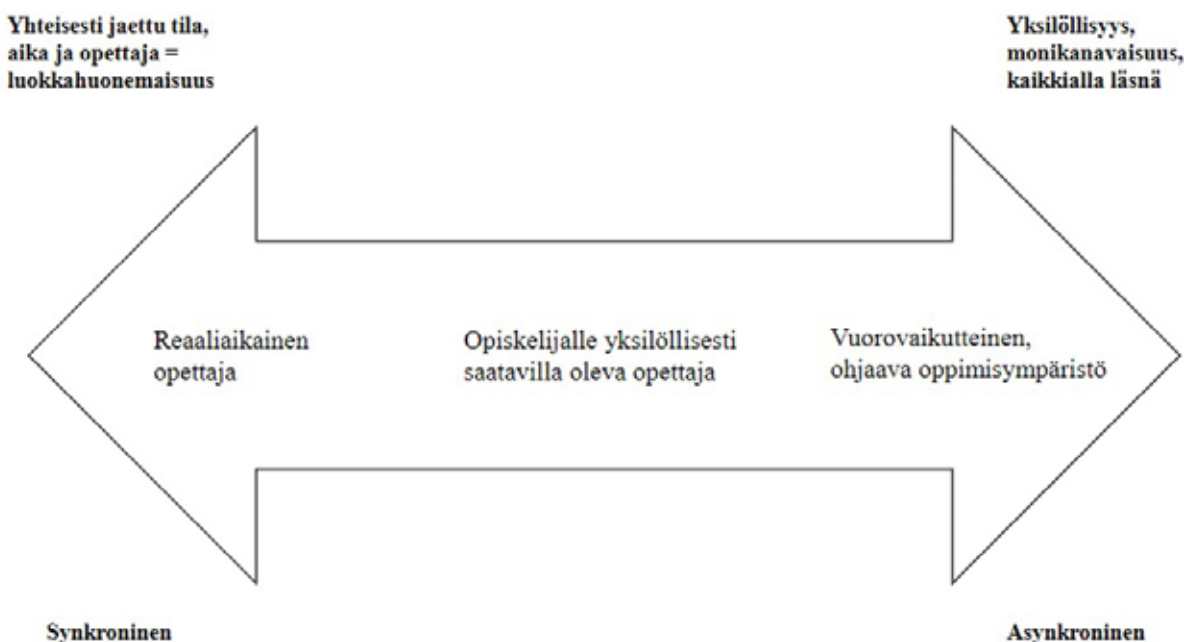 Yhteisesti jaettu tila,
aika ja opettaja =
luokkahuonemaisuus
Yksilöllisyys,
monikanavaisuus,
kaikkialla läsnä
Reaaliaikainen
opettaja
Opiskelijalle yksilöllisesti
saatavilla oleva opettaja
Vuorovaikutteinen,
ohjaava oppimisympäristö
Synkroninen
Asynkroninen